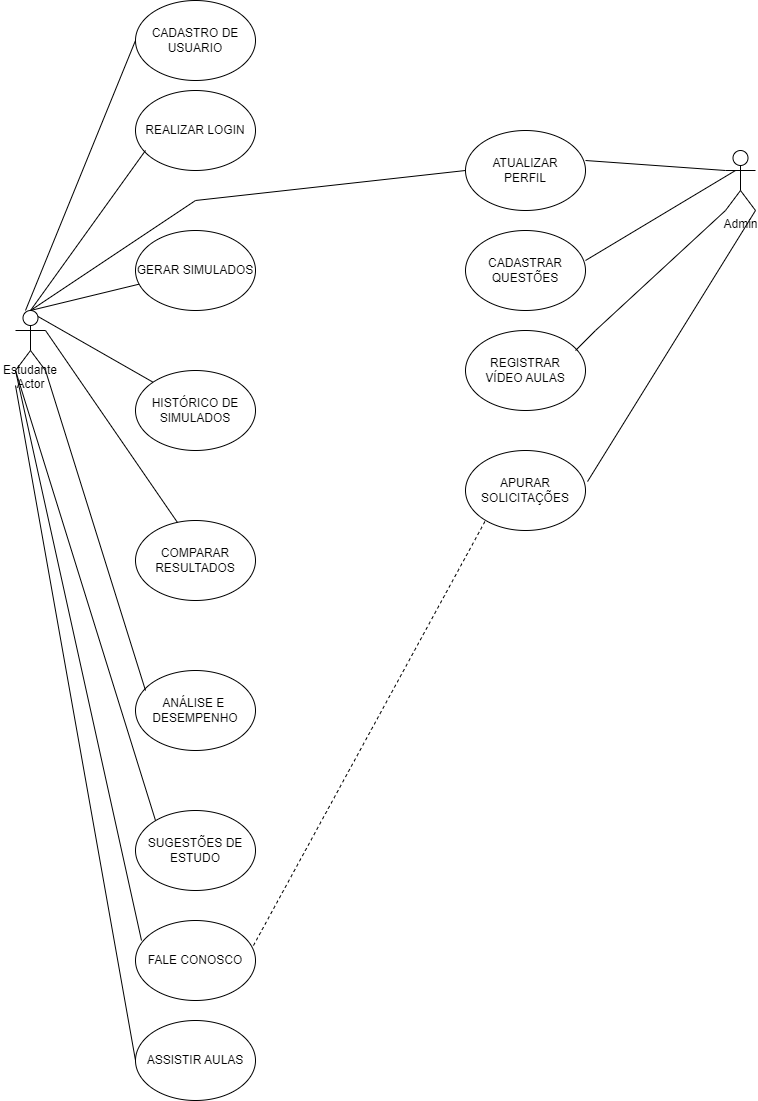 CADASTRO DE
USUARIO
REALIZAR LOGIN
ATUALIZAR
PERFIL
Admin
GERAR SIMULADOS
CADASTRAR
QUESTÕES
REGISTRAR
VÍDEO AULAS
Estudante
Actor
HISTÓRICO DE
SIMULADOS
APURAR
SOLICITAÇÕES
COMPARAR
RESULTADOS
ANÁLISE E
DESEMPENHO
SUGESTÕES DE
ESTUDO
FALE CONOSCO
ASSISTIR AULAS